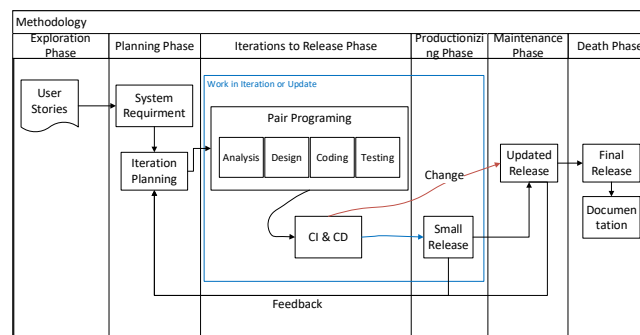 Methodology
Exploration
Phase
Planning Phase
Iterations to Release Phase
Productionizi
ng Phase
Maintenance
Phase
Death Phase
Work in Iteration or Update
User
Stories
System
Requirment
Iteration
Planning
Pair Programing
Analysis
Design
Coding
Testing
CI & CD
Change
Small
Release
Updated
Release
Final
Release
Documen
tation
Feedback